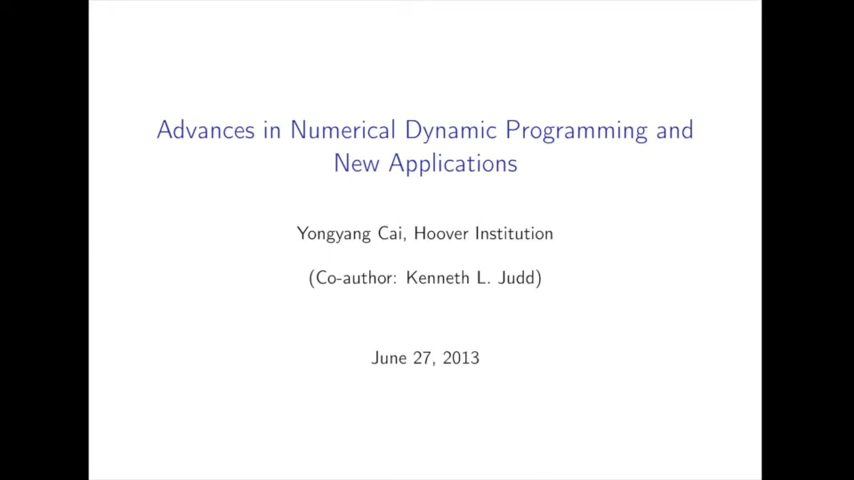 Advances in Numerical Dynamic Programming and
New Applications
Yongyang Cai, Hoover Institution
(Co-author: Kenneth L. Judd)
June 27, 2013